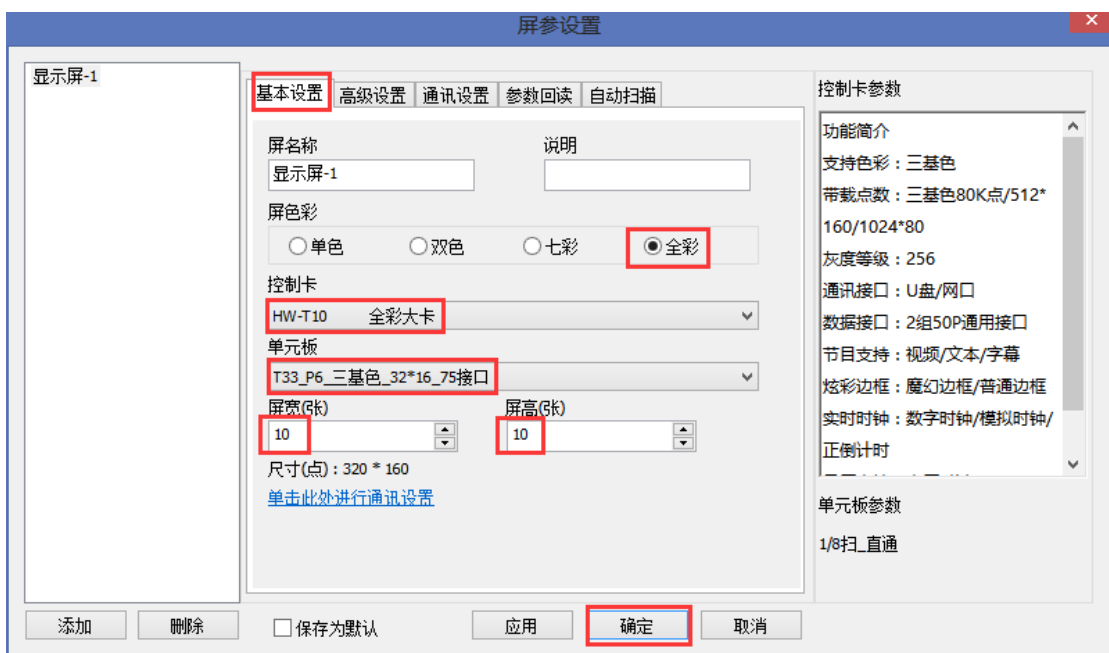 屏参设置
显示屏-1
基本设置 高级设置 通讯设置 参数回读 自动扫描
屏名称 说明
显示屏-1
屏色彩
单色 双色 七彩 全彩
控制卡
HW-T10 全彩大卡
单元板
T33_P6_三基色_32*16_75接口
屏宽(张) 屏高(张)
10 10
尺寸(点) : 320 * 160
单击此处进行通讯设置
控制卡参数
功能简介
支持色彩：三基色
带载点数：三基色80K点/512*
160/1024*80
灰度等级：256
通讯接口：U盘/网口
数据接口：2组50P通用接口
节目支持：视频/文本/字幕
炫彩边框：魔幻边框/普通边框
实时时钟：数字时钟/模拟时钟/
正倒计时
单元板参数
1/8扫_直通
添加 删除 保存为默认 应用 确定 取消